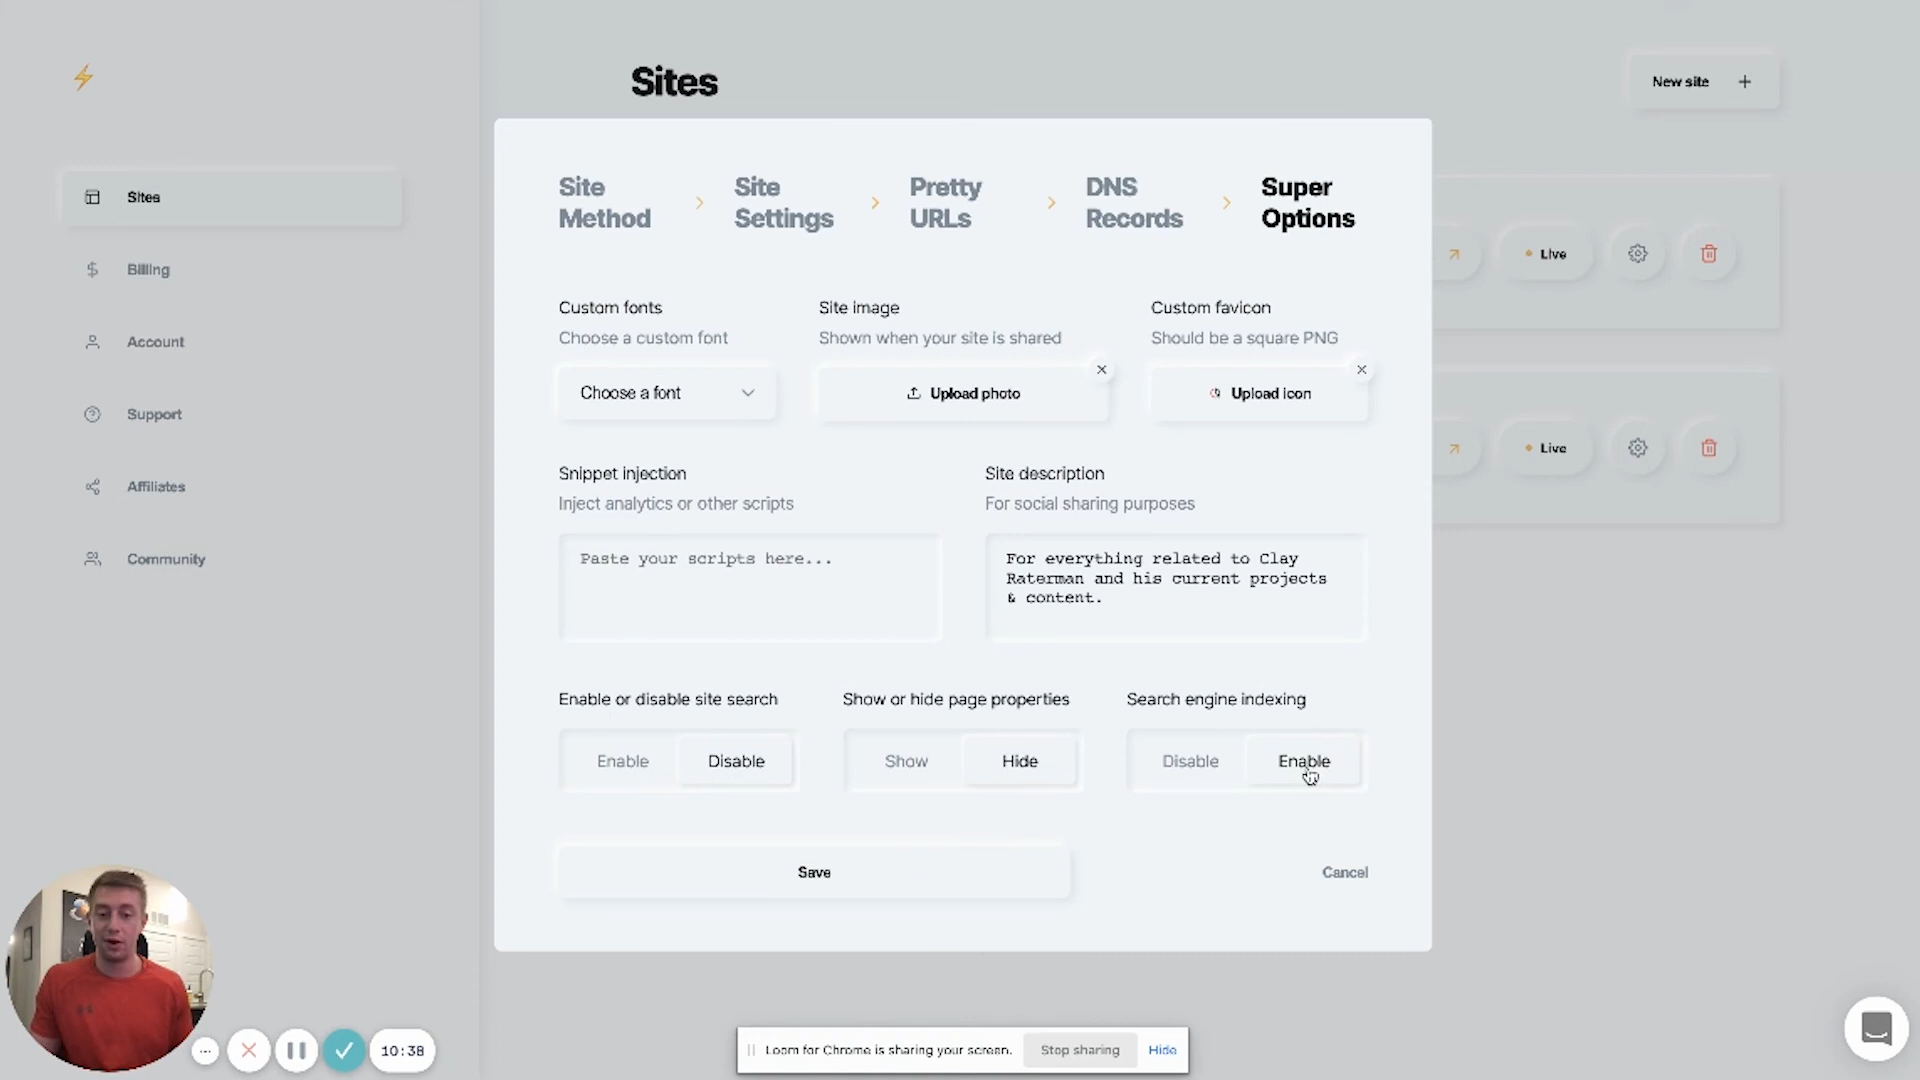 Sites
New site +
Sites
Billing
Account
Support
Affiliates
Community
Site Method
Site Settings
Pretty URLs
DNS Records
Super Options
Custom fonts
Choose a custom font
Choose a font
Site image
Shown when your site is shared
Upload photo
Custom favicon
Should be a square PNG
Upload icon
Snippet injection
Inject analytics or other scripts
Paste your scripts here...
Site description
For social sharing purposes
For everything related to Clay
Raterman and his current projects
& content.
Enable or disable site search
Enable
Disable
Show or hide page properties
Show
Hide
Search engine indexing
Disable
Enable
Save
Cancel
Live
Live
10:38
Loom for Chrome is sharing your screen.
Stop sharing
Hide